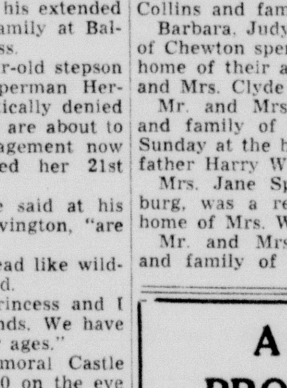 his extended
amily at Bal-
ss.
r-old stepson
perman Her-
ically denied
are about to
agement now
ed her 21st
said at his
vington, "are
ead like wild-
d.
rincess and I
nds. We have
ages."
moral Castle
0 on the eve
Collins and fam
Barbara, Judy
of Chewton spe
home of their a
and Mrs. Clyde
Mr. and Mrs
and family of
Sunday at the h
father Harry W
Mrs. Jane Sp
burg, was a re
home of Mrs. W
Mr. and Mrs
and family of
A